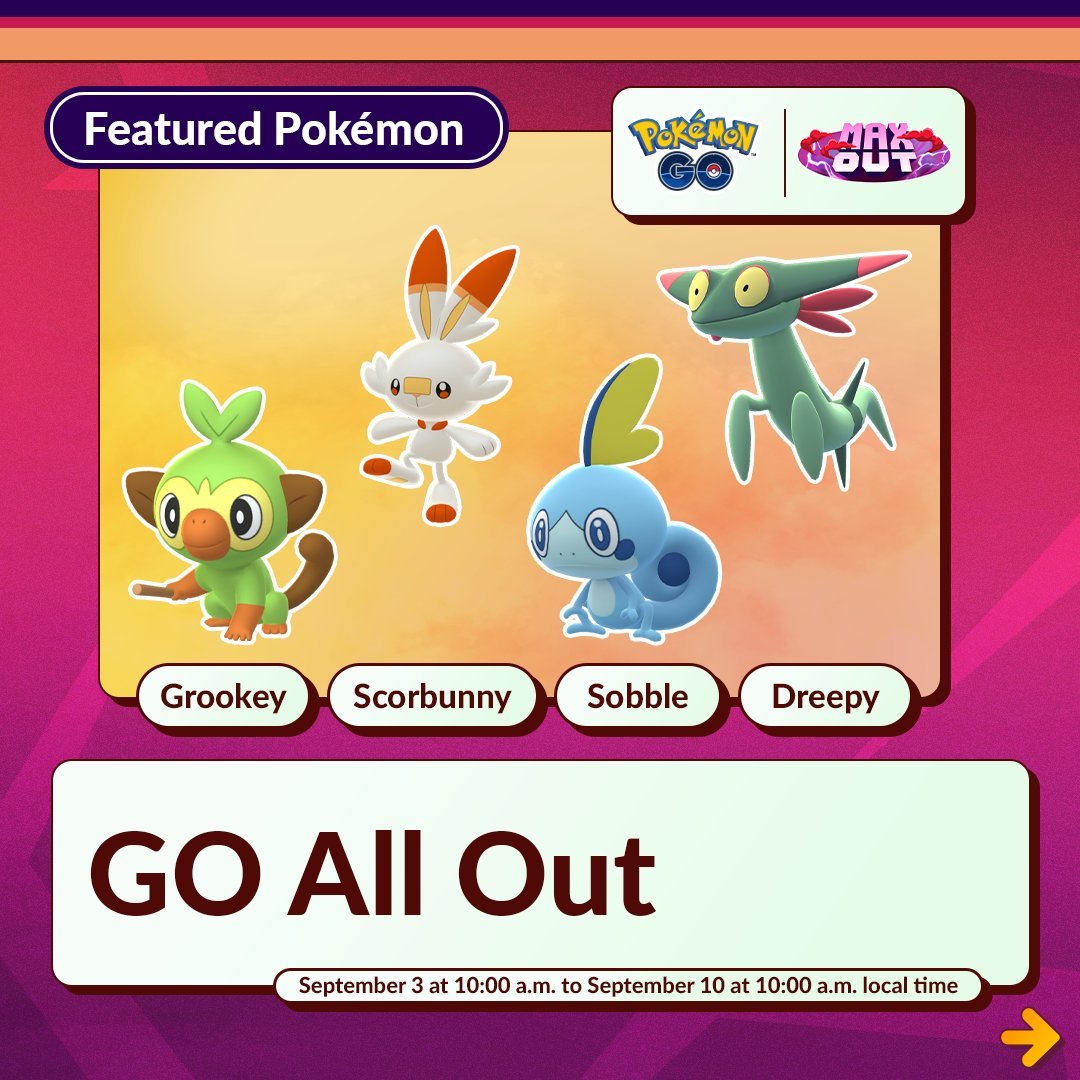 Featured Pokémon
POKÉMON
GO
MAX
OUT
Grookey
Scorbunny
Sobble
Dreepy
GO All Out
September 3 at 10:00 a.m. to September 10 at 10:00 a.m. local time